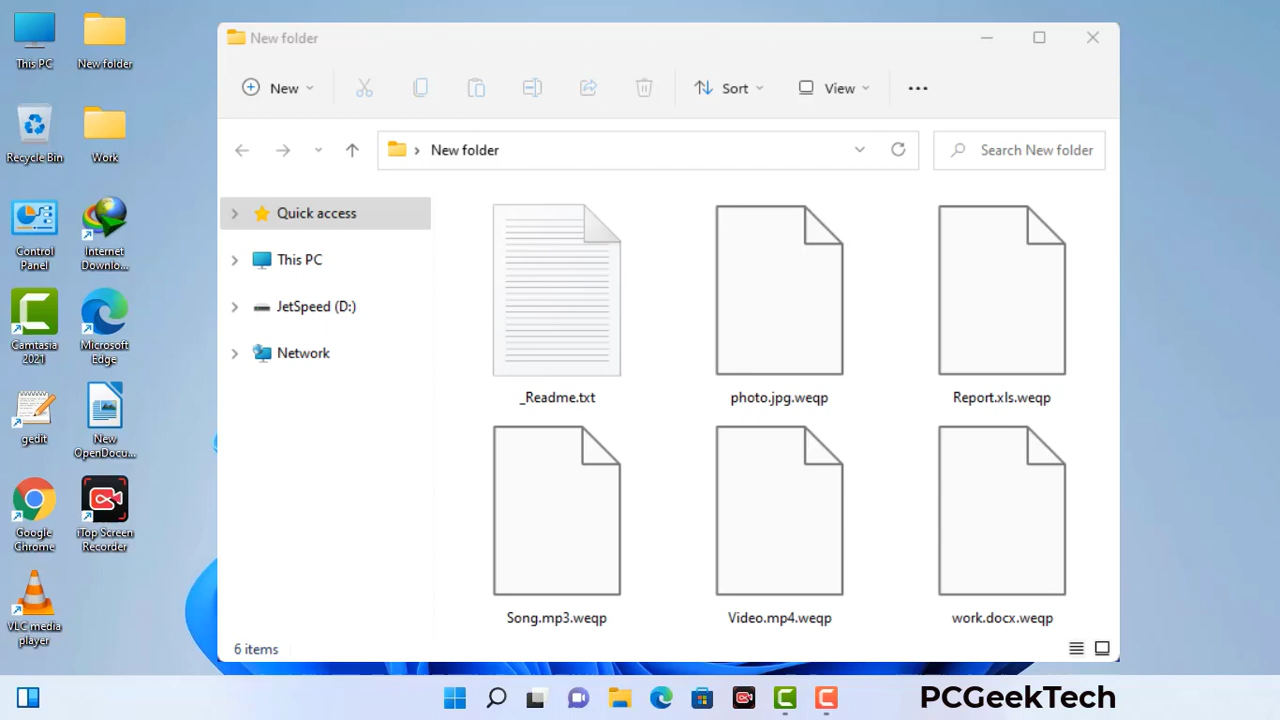 This PC
New folder
Recycle Bin
Work
Control
Panel
Internet
Downlo...
Camtasia
2021
Microsoft
Edge
gedit
New
OpenDocu...
Google
Chrome
iTop Screen
Recorder
VLC media
player
New folder
New
Sort
View
New folder
Search New folder
Quick access
This PC
JetSpeed (D:)
Network
_Readme.txt
photo.jpg.weqp
Report.xls.weqp
Song.mp3.weqp
Video.mp4.weqp
work.docx.weqp
6 items
PCGeekTech